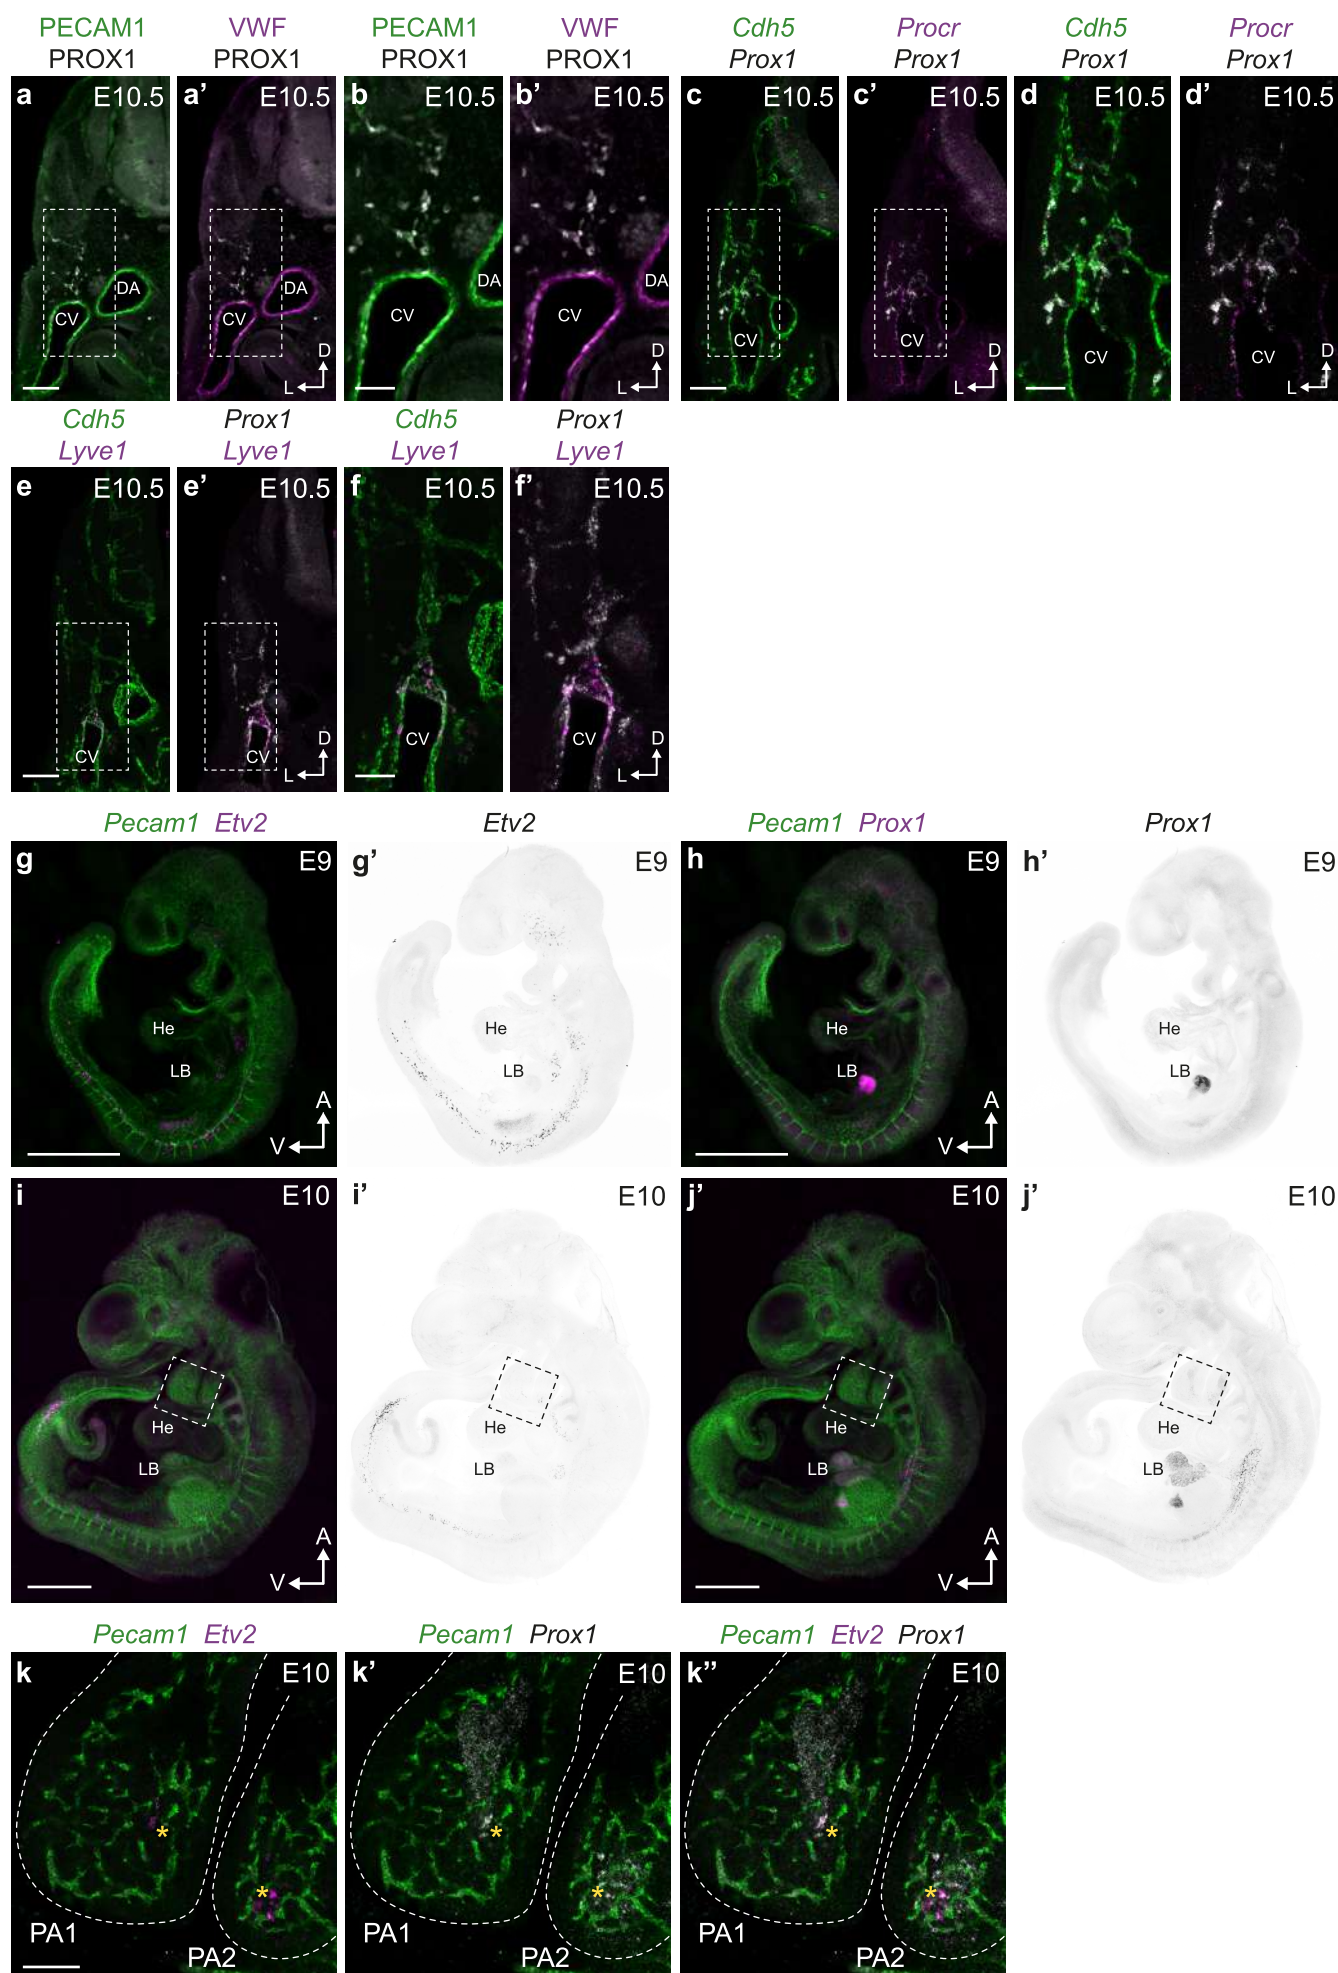 PECAM1 VWF PECAM1 VWF Cdh5 Procr Cdh5 Procr
PROX1 PROX1 PROX1 PROX1 Prox1 Prox1 Prox1 Prox1
a E10.5 a’ E10.5 b E10.5 b’ E10.5 c E10.5 c’ E10.5 d E10.5 d’ E10.5
DA DA DA DA
CV CV CV CV CV CV CV CV
D D D D
L L L L
Cdh5 Prox1 Cdh5 Prox1
Lyve1 Lyve1 Lyve1 Lyve1
e E10.5 e’ E10.5 f E10.5 f’ E10.5
CV CV CV CV
D D
L L
Pecam1 Etv2 Etv2 Pecam1 Prox1 Prox1
g E9 g’ E9 h E9 h’ E9
He He He He
LB LB LB LB
A A
V V
i E10 i’ E10 j’ E10 j’ E10
He He He He
LB LB LB LB
A A
V V
Pecam1 Etv2 Pecam1 Prox1 Pecam1 Etv2 Prox1
k E10 k’ E10 k’’ E10
* * *
* * *
PA1 PA1 PA1
PA2 PA2 PA2